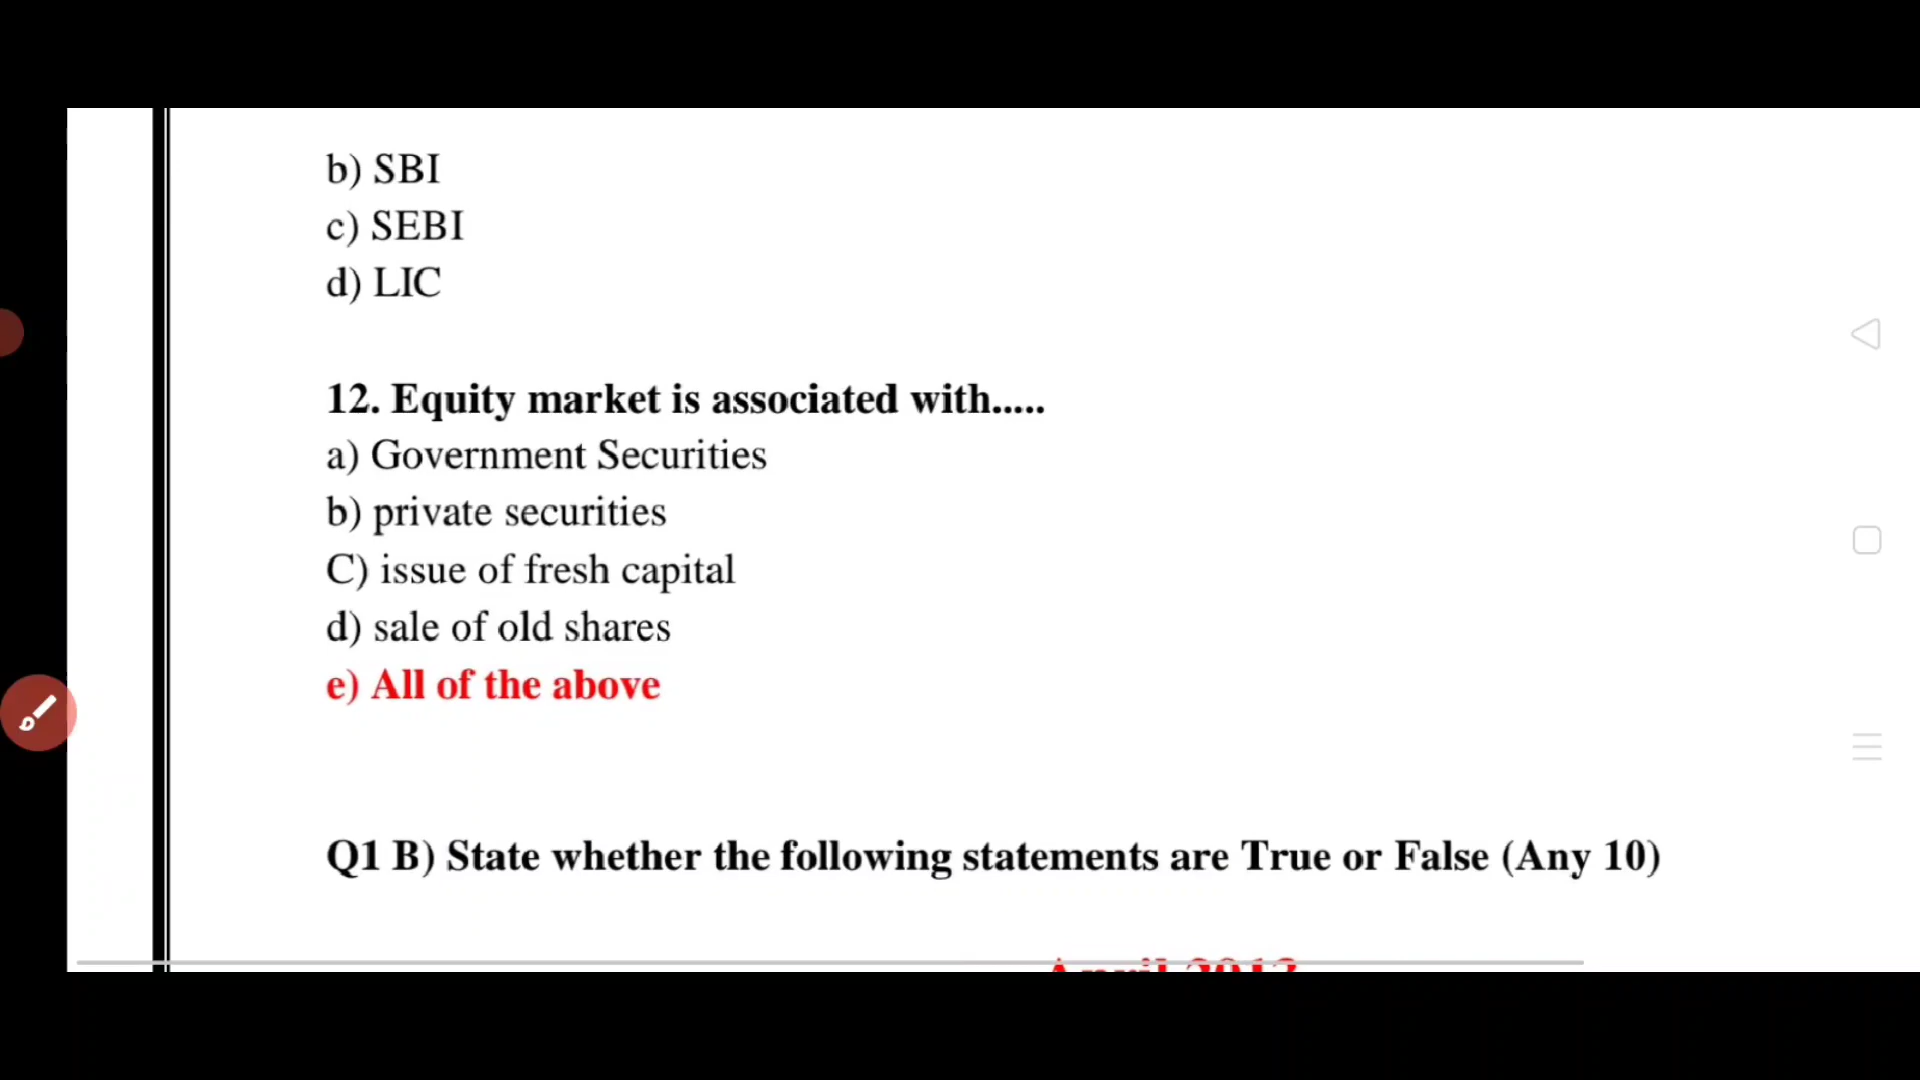 b) SBI
c) SEBI
d) LIC
12. Equity market is associated with.....
a) Government Securities
b) private securities
C) issue of fresh capital
d) sale of old shares
e) All of the above
Q1 B) State whether the following statements are True or False (Any 10)